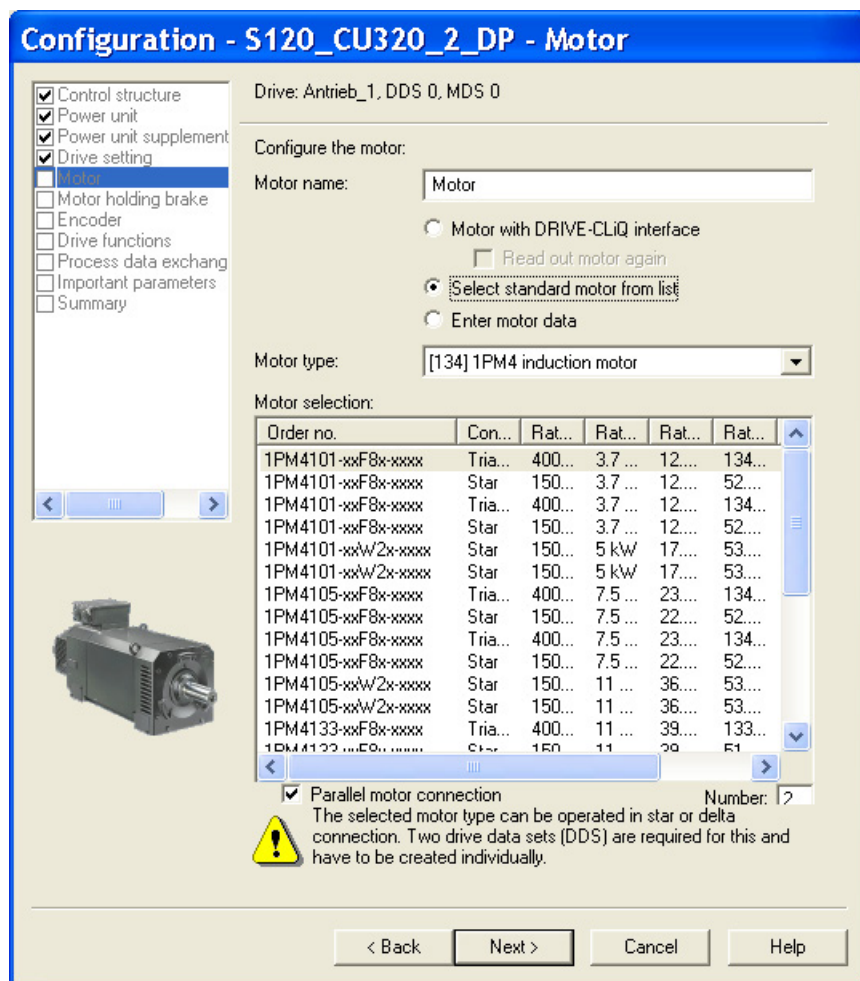 Configuration - S120_CU320_2_DP - Motor
Control structure
Power unit
Power unit supplement
Drive setting
Motor
Motor holding brake
Encoder
Drive functions
Process data exchang
Important parameters
Summary
Drive: Antrieb_1, DDS 0, MDS 0
Configure the motor:
Motor name: Motor
Motor with DRIVE-CLiQ interface
Read out motor again
Select standard motor from list
Enter motor data
Motor type: [134] 1PM4 induction motor
Motor selection:
Order no. Con... Rat... Rat... Rat... Rat...
1PM4101-xxF8x-xxxx Tria... 400... 3.7 ... 12.... 134...
1PM4101-xxF8x-xxxx Star 150... 3.7 ... 12.... 52....
1PM4101-xxF8x-xxxx Tria... 400... 3.7 ... 12.... 134...
1PM4101-xxF8x-xxxx Star 150... 3.7 ... 12.... 52....
1PM4101-xxW2x-xxxx Star 150... 5 kW 17.... 53....
1PM4101-xxW2x-xxxx Star 150... 5 kW 17.... 53....
1PM4105-xxF8x-xxxx Tria... 400... 7.5 ... 23.... 134...
1PM4105-xxF8x-xxxx Star 150... 7.5 ... 22.... 52....
1PM4105-xxF8x-xxxx Tria... 400... 7.5 ... 23.... 134...
1PM4105-xxF8x-xxxx Star 150... 7.5 ... 22.... 52....
1PM4105-xxW2x-xxxx Star 150... 11 ... 36.... 53....
1PM4105-xxW2x-xxxx Star 150... 11 ... 36.... 53....
1PM4133-xxF8x-xxxx Tria... 400... 11 ... 39.... 133...
1PM4133-xxF8x-xxxx Star 150... 11 ... 39.... 51....
Parallel motor connection Number: 2
The selected motor type can be operated in star or delta
connection. Two drive data sets (DDS) are required for this and
have to be created individually.
< Back Next > Cancel Help